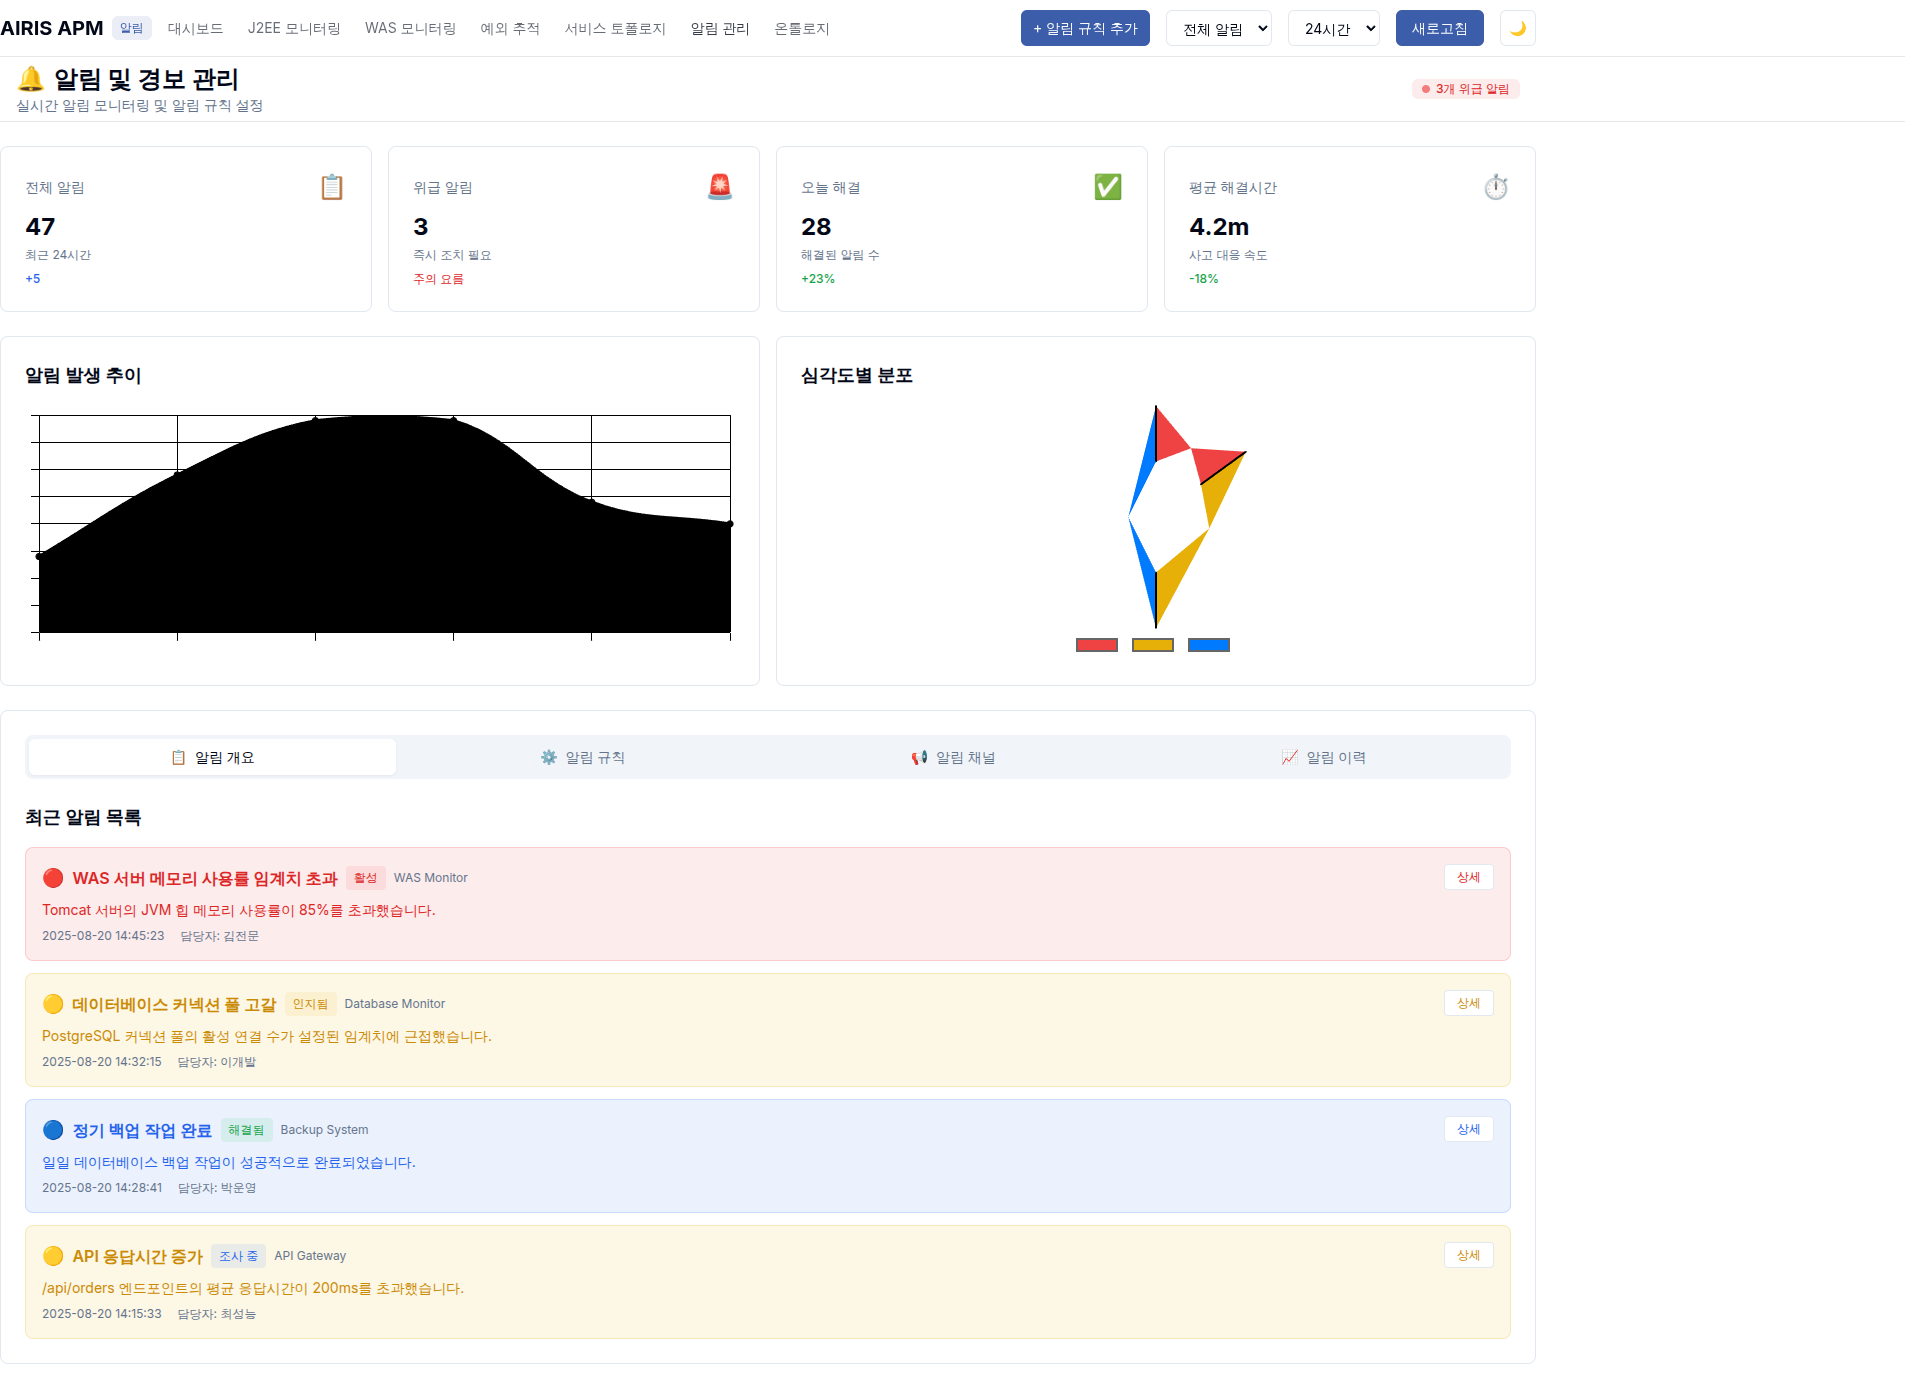 AIRIS APM 알림 대시보드 J2EE 모니터링 WAS 모니터링 예외 추적 서비스 토폴로지 알림 관리 온톨로지 + 알림 규칙 추가 전체 알림 24시간 새로고침
알림 및 경보 관리
실시간 알림 모니터링 및 알림 규칙 설정
3개 위급 알림
전체 알림
47
최근 24시간
+5
위급 알림
3
즉시 조치 필요
주의 요름
오늘 해결
28
해결된 알림 수
+23%
평균 해결시간
4.2m
사고 대응 속도
-18%
알림 발생 추이
심각도별 분포
알림 개요
알림 규칙
알림 채널
알림 이력
최근 알림 목록
WAS 서버 메모리 사용률 임계치 초과 활성 WAS Monitor
상세
Tomcat 서버의 JVM 힙 메모리 사용률이 85%를 초과했습니다.
2025-08-20 14:45:23 담당자: 김전문
데이터베이스 커넥션 풀 고갈 인지됨 Database Monitor
상세
PostgreSQL 커넥션 풀의 활성 연결 수가 설정된 임계치에 근접했습니다.
2025-08-20 14:32:15 담당자: 이개발
정기 백업 작업 완료 해결됨 Backup System
상세
일일 데이터베이스 백업 작업이 성공적으로 완료되었습니다.
2025-08-20 14:28:41 담당자: 박운영
API 응답시간 증가 조사 중 API Gateway
상세
/api/orders 엔드포인트의 평균 응답시간이 200ms를 초과했습니다.
2025-08-20 14:15:33 담당자: 최성능